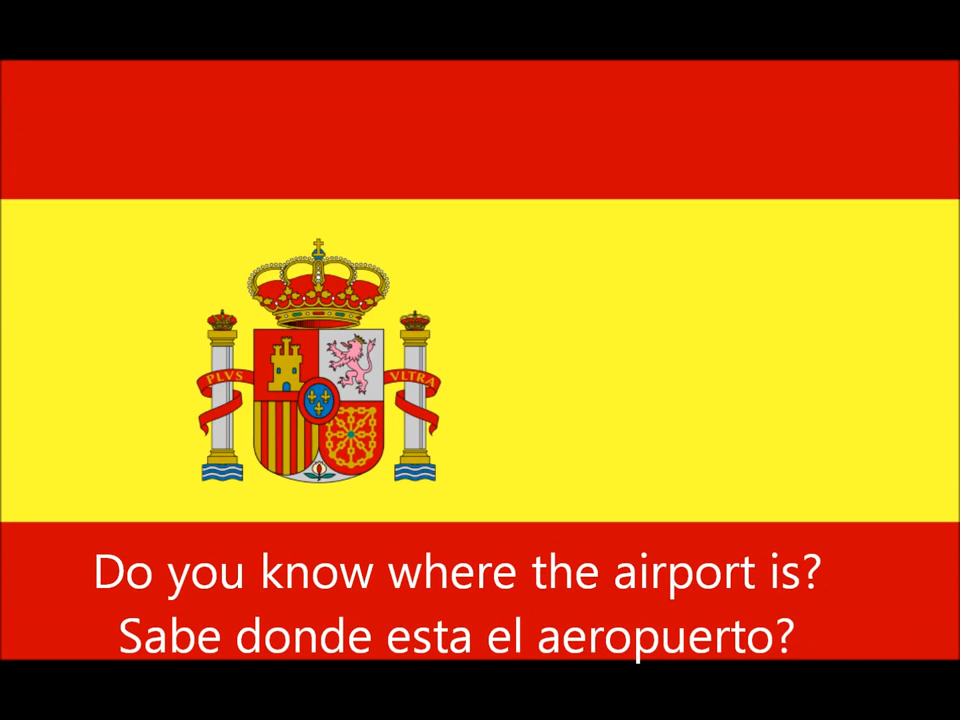 PLVS VLTRA
Do you know where the airport is?
Sabe donde esta el aeropuerto?